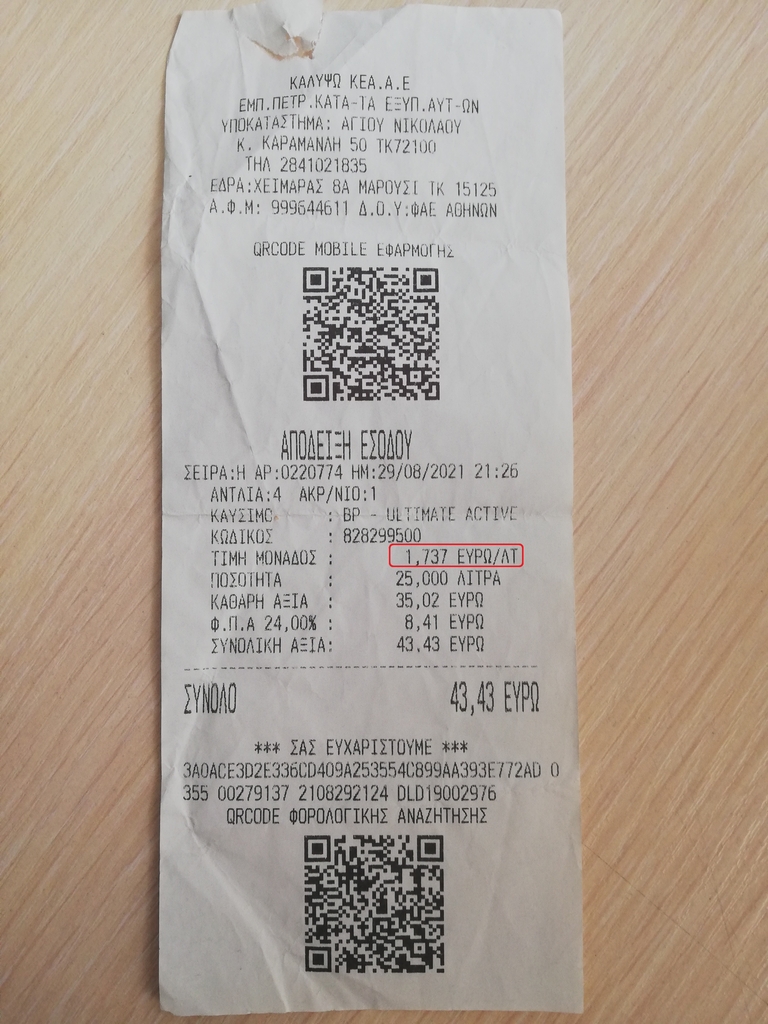 ΚΑΛΥΨΩ ΚΕΑ.Α.Ε
ΕΜΠ.ΠΕΤΡ.ΚΑΤΑ-ΤΑ ΕΞΥΠ.ΑΥΤ-ΩΝ
ΥΠΟΚΑΤΑΣΤΗΜΑ: ΑΓΙΟΥ ΝΙΚΟΛΑΟΥ
Κ. ΚΑΡΑΜΑΝΛΗ 50 ΤΚ72100
ΤΗΛ 2841021835
ΕΔΡΑ:ΧΕΙΜΑΡΑΣ 8Α ΜΑΡΟΥΣΙ ΤΚ 15125
Α.Φ.Μ: 999644611 Δ.Ο.Υ:ΦΑΕ ΑΘΗΝΩΝ
QRCODE MOBILE ΕΦΑΡΜΟΓΗΣ
ΑΠΟΔΕΙΞΗ ΕΣΟΔΟΥ
ΣΕΙΡΑ:Η ΑΡ:0220774 ΗΜ:29/08/2021 21:26
ΑΝΤΛΙΑ:4 ΑΚΡ/ΝΙΟ:1
ΚΑΥΣΙΜΟ : BP - ULTIMATE ACTIVE
ΚΩΔΙΚΟΣ : 828299500
ΤΙΜΗ ΜΟΝΑΔΟΣ : 1,737 ΕΥΡΩ/ΛΤ
ΠΟΣΟΤΗΤΑ : 25,000 ΛΙΤΡΑ
ΚΑΘΑΡΗ ΑΞΙΑ : 35,02 ΕΥΡΩ
Φ.Π.Α 24,00% : 8,41 ΕΥΡΩ
ΣΥΝΟΛΙΚΗ ΑΞΙΑ: 43,43 ΕΥΡΩ
ΣΥΝΟΛΟ 43,43 ΕΥΡΩ
*** ΣΑΣ ΕΥΧΑΡΙΣΤΟΥΜΕ ***
3A0ACE3D2E336CD409A253554C899AA393E772AD 0
355 00279137 2108292124 DLD19002976
QRCODE ΦΟΡΟΛΟΓΙΚΗΣ ΑΝΑΖΗΤΗΣΗΣ